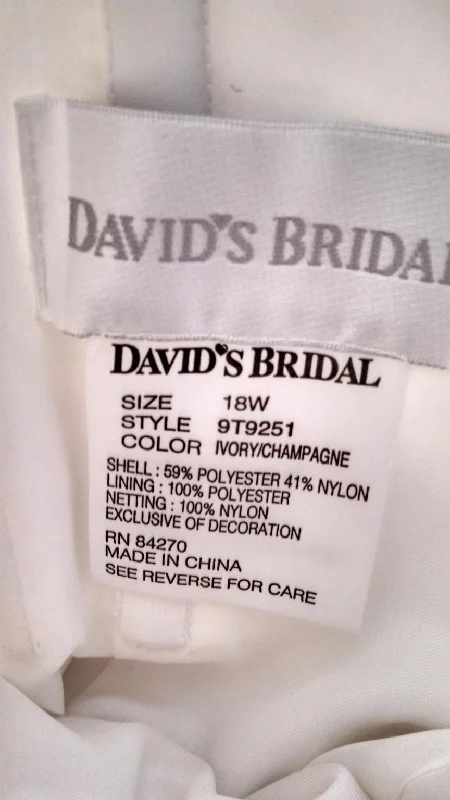 DAVID'S BRIDAL
DAVID'S BRIDAL
SIZE 18W
STYLE 9T9251
COLOR IVORY/CHAMPAGNE
SHELL : 59% POLYESTER 41% NYLON
LINING : 100% POLYESTER
NETTING : 100% NYLON
EXCLUSIVE OF DECORATION
RN 84270
MADE IN CHINA
SEE REVERSE FOR CARE